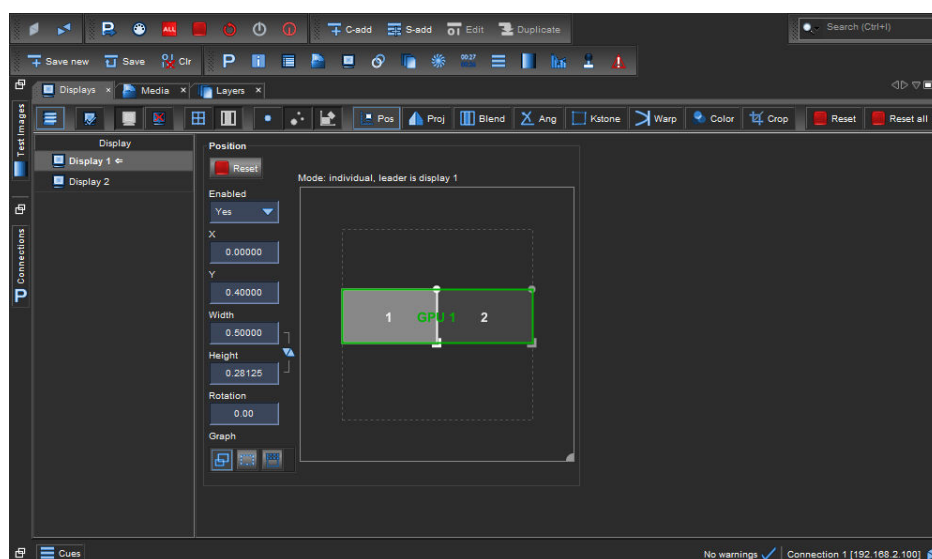 P ALL C-add S-add Edit Duplicate Search (Ctrl+I)
Save new Save Clr P 00:27
Displays × Media × Layers ×
Pos Proj Blend Ang Kstone Warp Color Crop Reset Reset all
Test Images
Connections
P
Display
Display 1
Display 2
Position
Reset
Mode: individual, leader is display 1
Enabled
Yes
X
0.00000
Y
0.40000
Width
0.50000
Height
0.28125
Rotation
0.00
Graph
1 GPU 1 2
Cues
No warnings Connection 1 [192.168.2.100]